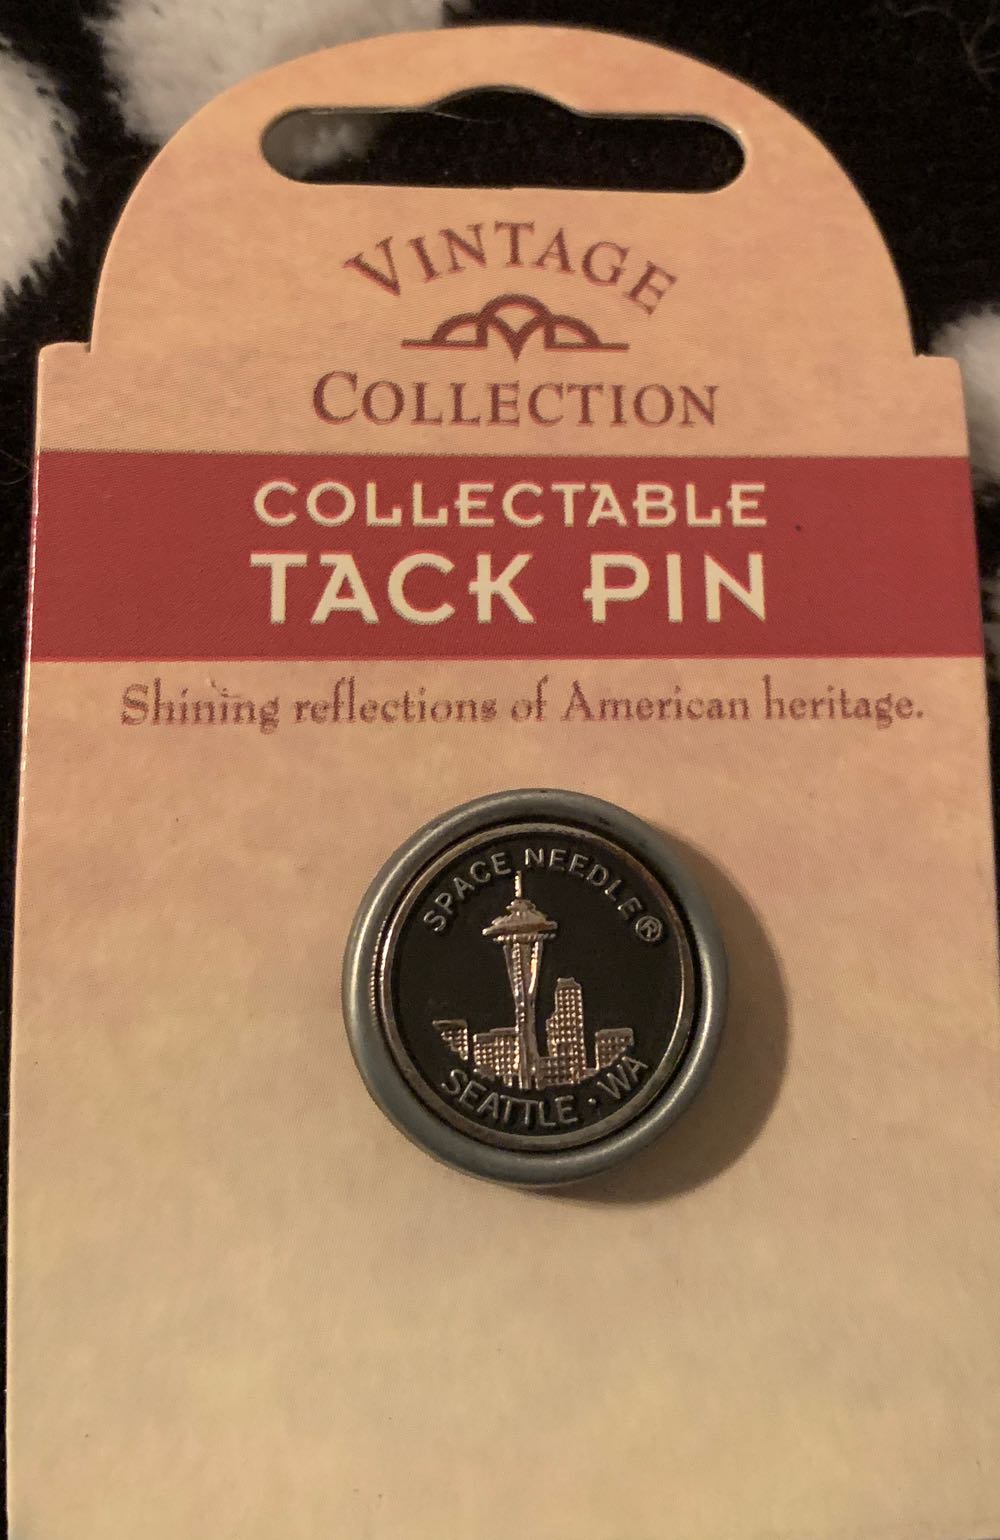 VINTAGE
COLLECTION
COLLECTABLE
TACK PIN
Shining reflections of American heritage.
SPACE NEEDLE®
SEATTLE • WA